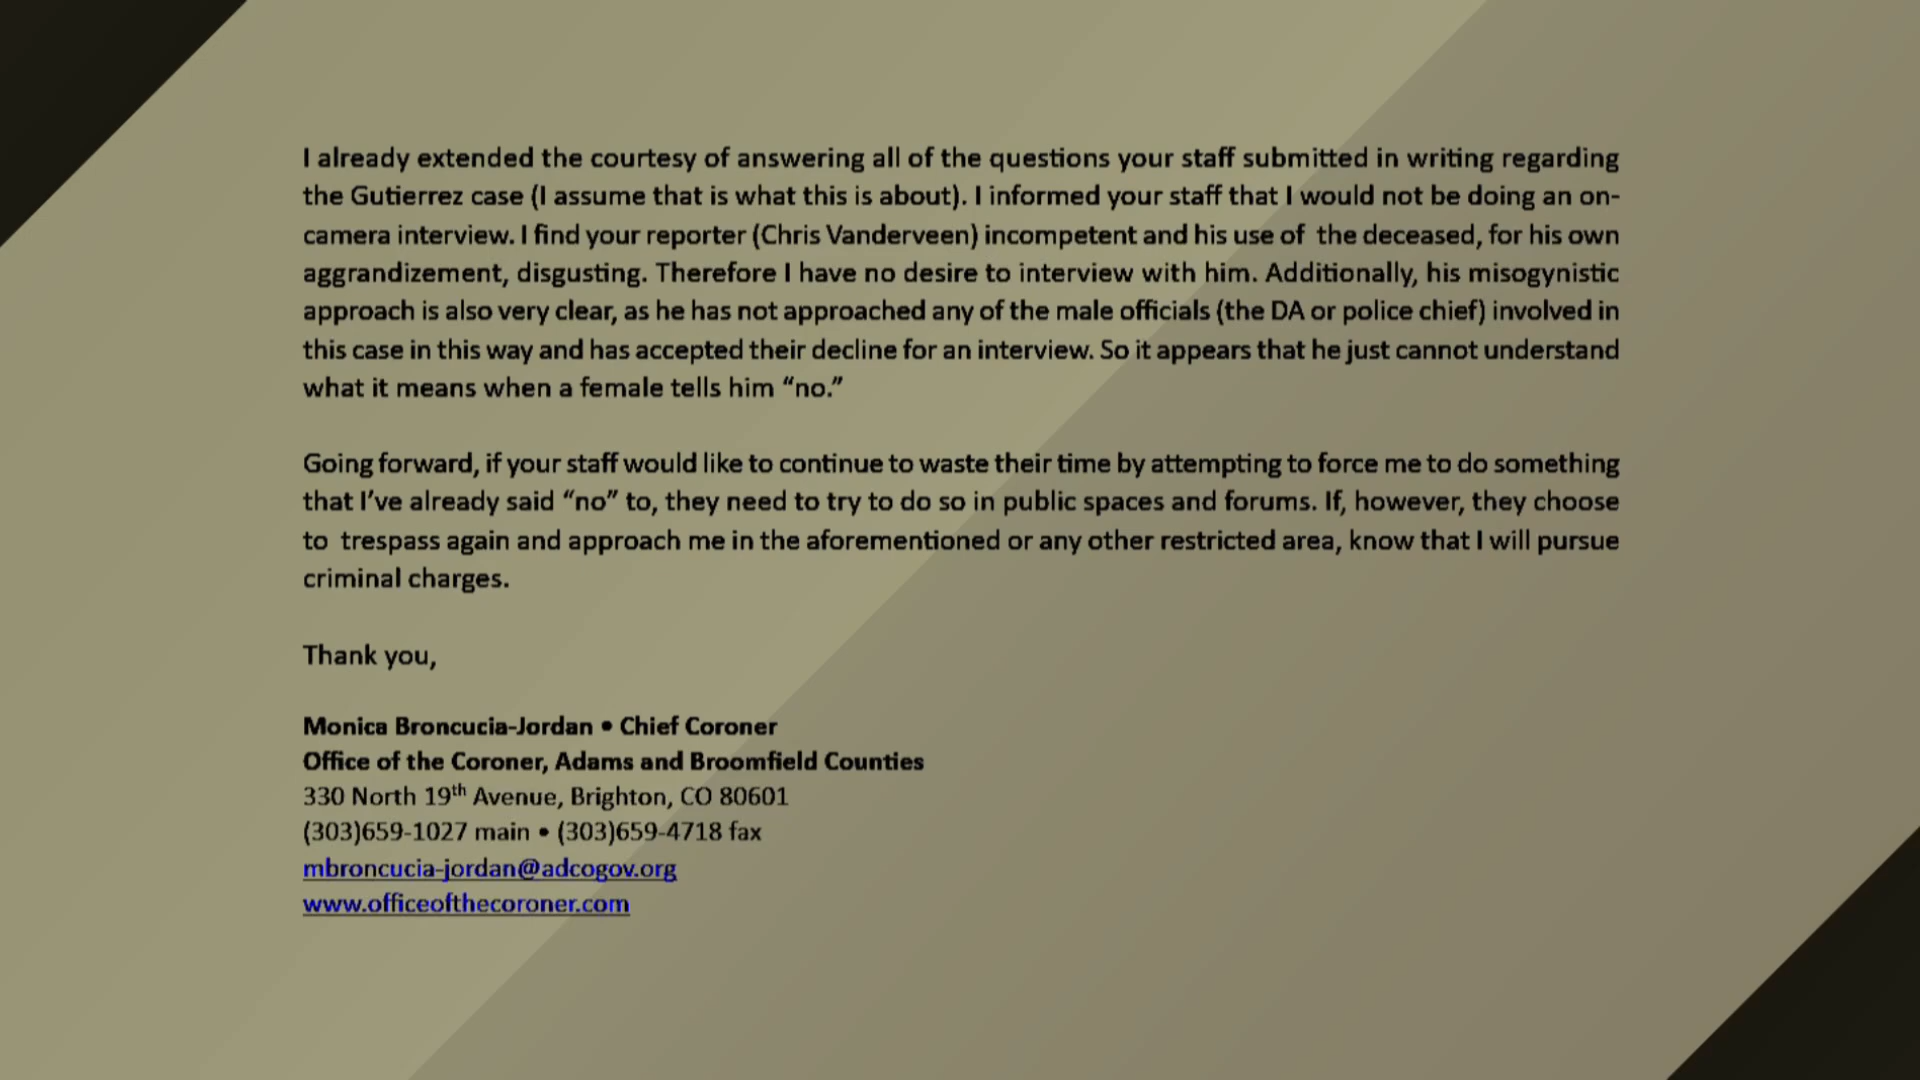 I already extended the courtesy of answering all of the questions your staff submitted in writing regarding
the Gutierrez case (I assume that is what this is about). I informed your staff that I would not be doing an on-
camera interview. I find your reporter (Chris Vanderveen) incompetent and his use of  the deceased, for his own
aggrandizement, disgusting. Therefore I have no desire to interview with him. Additionally, his misogynistic
approach is also very clear, as he has not approached any of the male officials (the DA or police chief) involved in
this case in this way and has accepted their decline for an interview. So it appears that he just cannot understand
what it means when a female tells him “no.”
Going forward, if your staff would like to continue to waste their time by attempting to force me to do something
that I’ve already said “no” to, they need to try to do so in public spaces and forums. If, however, they choose
to  trespass again and approach me in the aforementioned or any other restricted area, know that I will pursue
criminal charges.
Thank you,
Monica Broncucia-Jordan • Chief Coroner
Office of the Coroner, Adams and Broomfield Counties
330 North 19th Avenue, Brighton, CO 80601
(303)659-1027 main • (303)659-4718 fax
mbroncucia-jordan@adcogov.org
www.officeofthecoroner.com